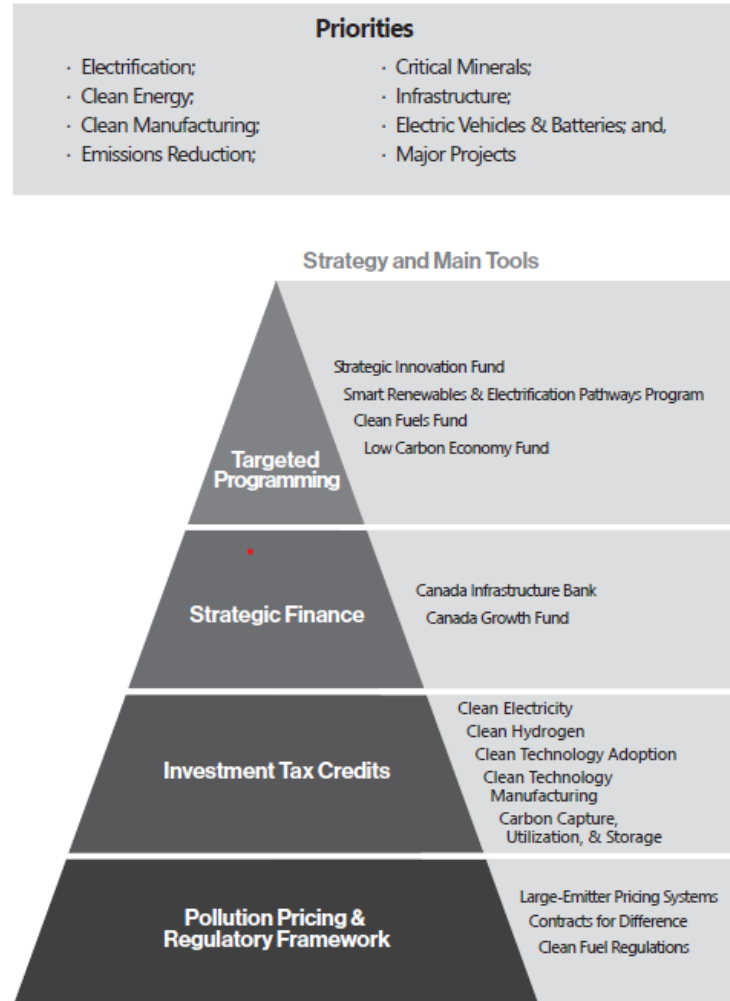 Priorities
· Electrification;
· Clean Energy;
· Clean Manufacturing;
· Emissions Reduction;
· Critical Minerals;
· Infrastructure;
· Electric Vehicles & Batteries; and,
· Major Projects
Strategy and Main Tools
Targeted
Programming
Strategic Innovation Fund
Smart Renewables & Electrification Pathways Program
Clean Fuels Fund
Low Carbon Economy Fund
Strategic Finance
Canada Infrastructure Bank
Canada Growth Fund
Investment Tax Credits
Clean Electricity
Clean Hydrogen
Clean Technology Adoption
Clean Technology
Manufacturing
Carbon Capture,
Utilization, & Storage
Pollution Pricing &
Regulatory Framework
Large-Emitter Pricing Systems
Contracts for Difference
Clean Fuel Regulations